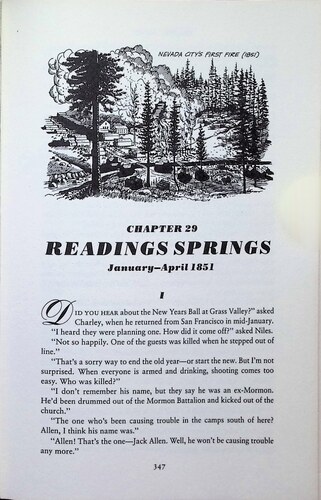 NEVADA CITY'S FIRST FIRE (1851)
CHAPTER 29
READINGS SPRINGS
January–April 1851
I
DID YOU HEAR about the New Years Ball at Grass Valley?" asked
Charley, when he returned from San Francisco in mid-January.
"I heard they were planning one. How did it come off?" asked Niles.
"Not so happily. One of the guests was killed when he stepped out of
line."
"That's a sorry way to end the old year—or start the new. But I'm not
surprised. When everyone is armed and drinking, shooting comes too
easy. Who was killed?"
"I don't remember his name, but they say he was an ex-Mormon.
He'd been drummed out of the Mormon Battalion and kicked out of the
church."
"The one who's been causing trouble in the camps south of here?
Allen, I think his name was."
"Allen! That's the one—Jack Allen. Well, he won't be causing trouble
any more."
347